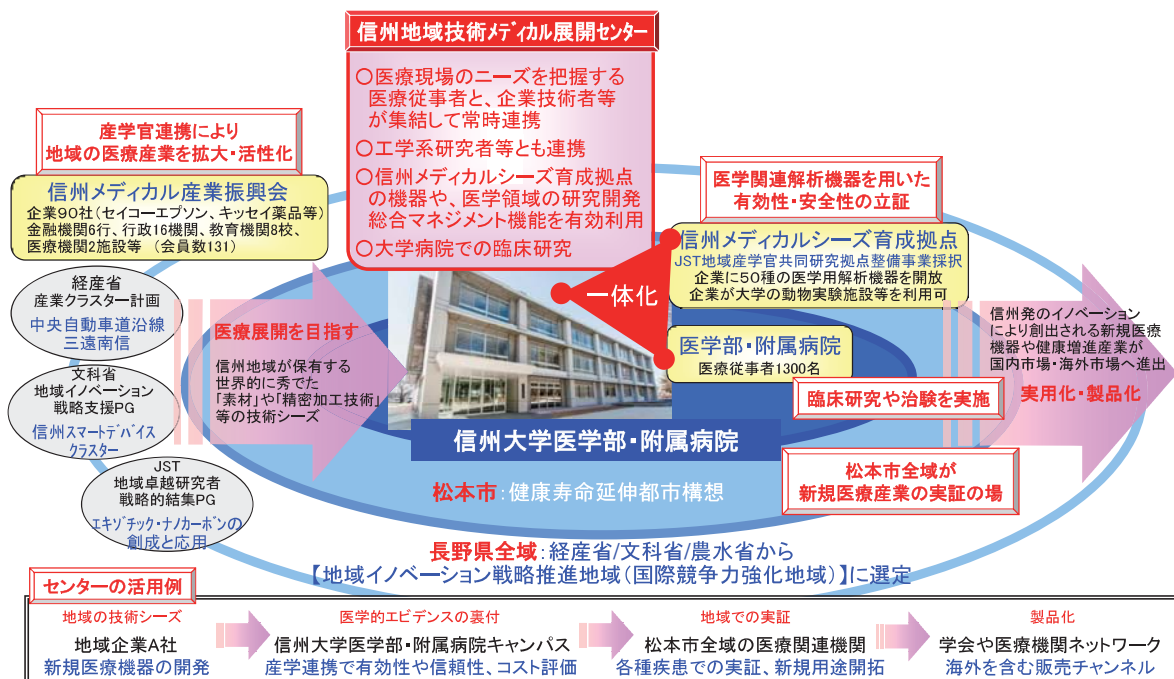 信州地域技術メディカル展開センター
○医療現場のニーズを把握する
医療従事者と、企業技術者等
が集結して常時連携
○工学系研究者等とも連携
○信州メディカルシーズ育成拠点
の機器や、医学領域の研究開発
総合マネジメント機能を有効利用
○大学病院での臨床研究
産学官連携により
地域の医療産業を拡大・活性化
信州メディカル産業振興会
企業90社(セイコーエプソン、キッセイ薬品等)
金融機関6行、行政16機関、教育機関8校、
医療機関2施設等 (会員数131)
経産省
産業クラスター計画
中央自動車道沿線
三遠南信
文科省
地域イノベーション
戦略支援PG
信州スマートデバイス
クラスター
JST
地域卓越研究者
戦略的結集PG
エキゾチック・ナノカーボンの
創成と応用
医療展開を目指す
信州地域が保有する
世界的に秀でた
「素材」や「精密加工技術」
等の技術シーズ
一体化
医学関連解析機器を用いた
有効性・安全性の立証
信州メディカルシーズ育成拠点
JST地域産学官共同研究拠点整備事業採択
企業に50種の医学用解析機器を開放
企業が大学の動物実験施設等を利用可
医学部・附属病院
医療従事者1300名
臨床研究や治験を実施
信州発のイノベーション
により創出される新規医療
機器や健康増進産業が
国内市場・海外市場へ進出
実用化・製品化
信州大学医学部・附属病院
松本市:健康寿命延伸都市構想
松本市全域が
新規医療産業の実証の場
長野県全域:経産省/文科省/農水省から
【地域イノベーション戦略推進地域(国際競争力強化地域)】に選定
センターの活用例
地域の技術シーズ
地域企業A社
新規医療機器の開発
医学的エビデンスの裏付
信州大学医学部・附属病院キャンパス
産学連携で有効性や信頼性、コスト評価
地域での実証
松本市全域の医療関連機関
各種疾患での実証、新規用途開拓
製品化
学会や医療機関ネットワーク
海外を含む販売チャンネル